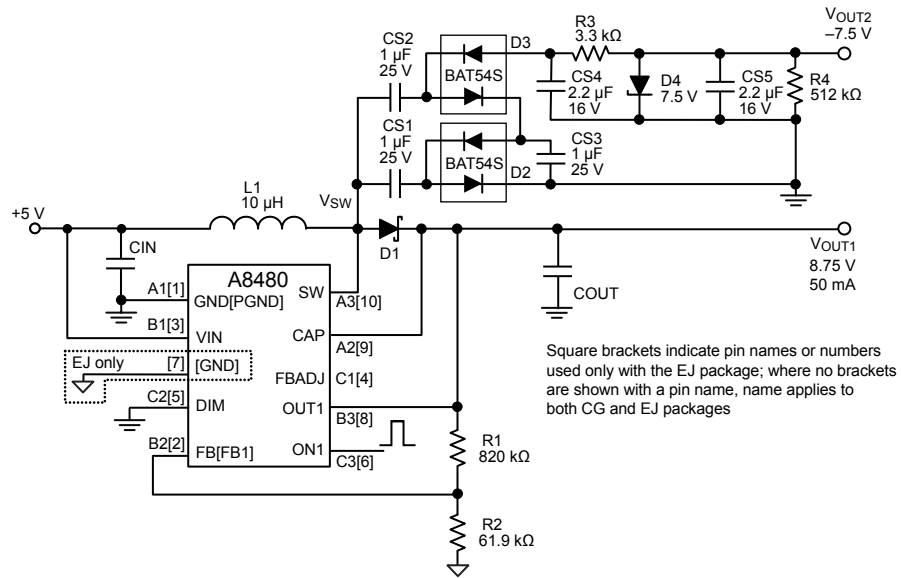 VOUT2
–7.5 V
R3
3.3 kΩ
D3
CS2
1 µF
25 V
BAT54S
CS4
2.2 µF
16 V
D4
7.5 V
CS5
2.2 µF
16 V
R4
512 kΩ
CS1
1 µF
25 V
BAT54S
D2
CS3
1 µF
25 V
L1
10 µH
VSW
+5 V
D1
VOUT1
8.75 V
50 mA
CIN
COUT
A8480
A1[1]
GND[PGND]
SW
A3[10]
B1[3]
VIN
CAP
A2[9]
EJ only
[7]
[GND]
FBADJ
C1[4]
C2[5]
DIM
OUT1
B3[8]
B2[2]
FB[FB1]
ON1
C3[6]
R1
820 kΩ
R2
61.9 kΩ
Square brackets indicate pin names or numbers
used only with the EJ package; where no brackets
are shown with a pin name, name applies to
both CG and EJ packages